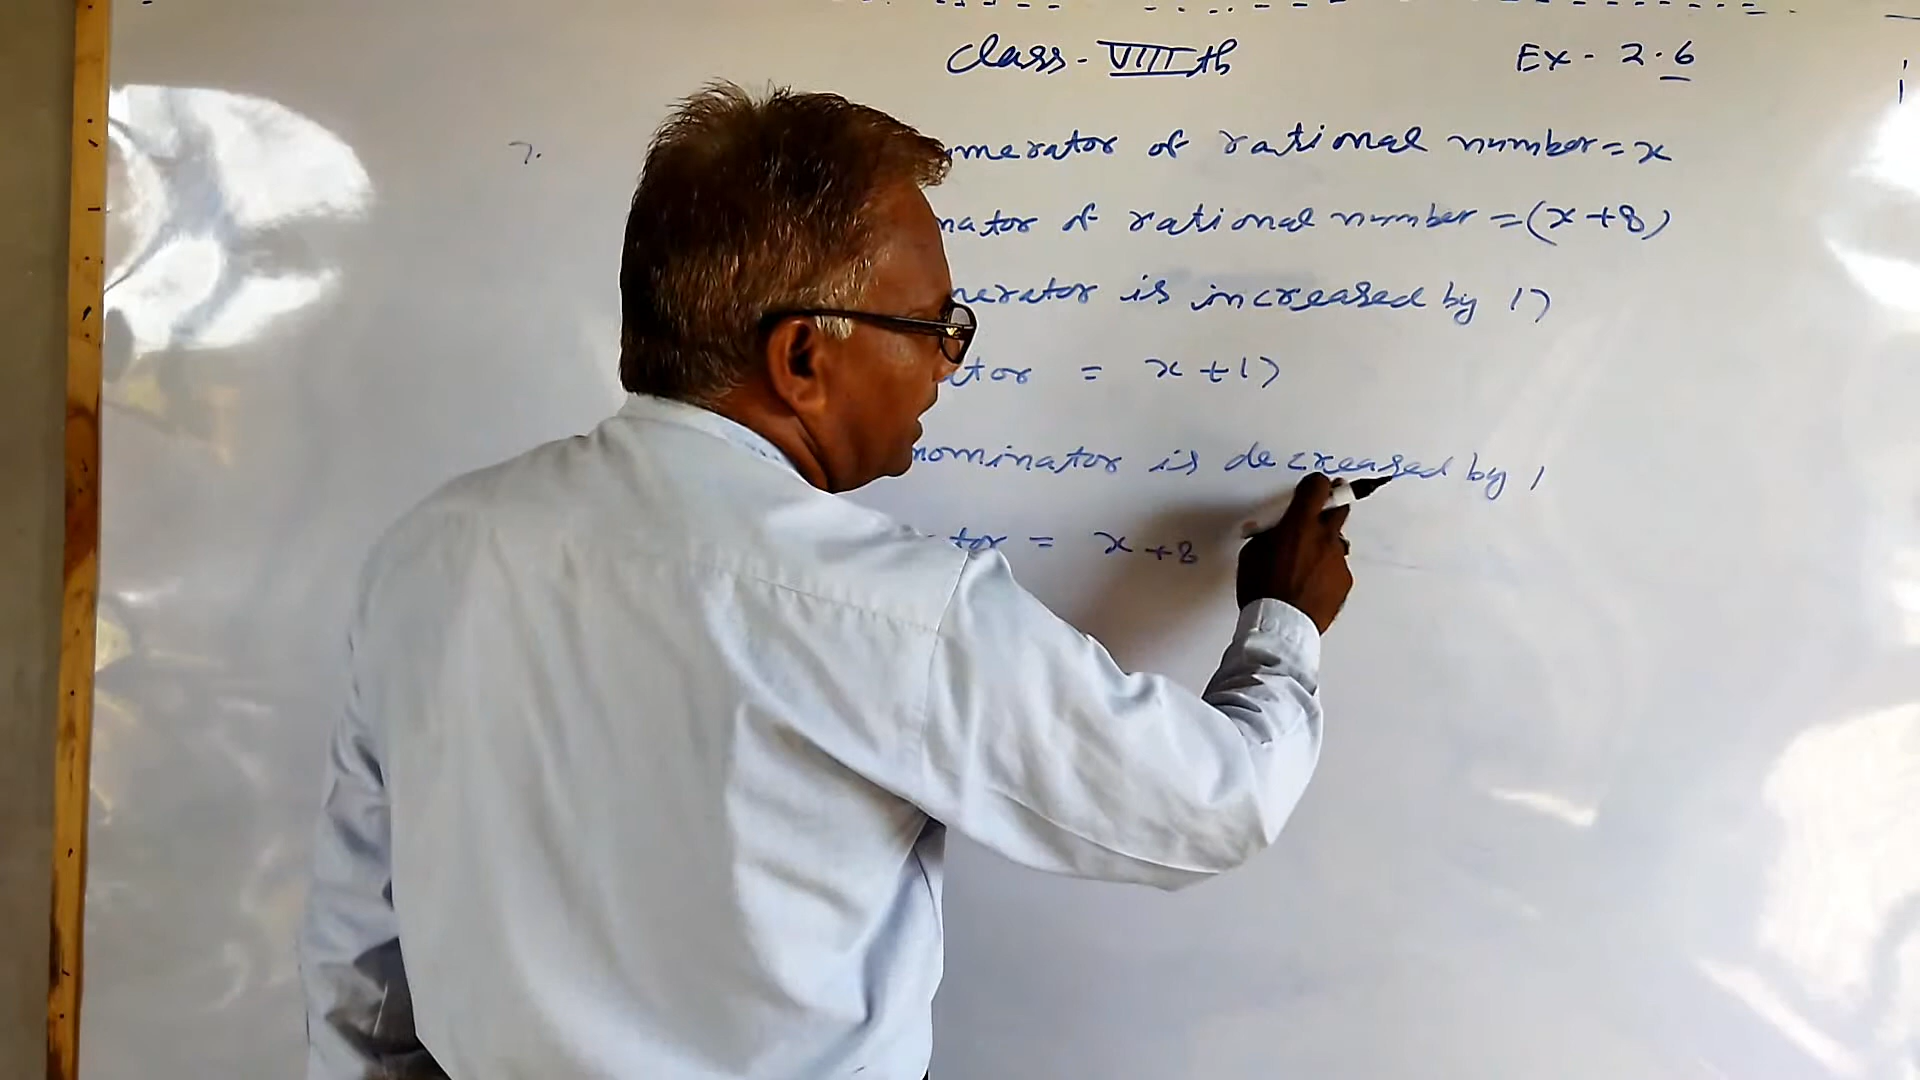 Class - VIII th Ex - 2.6
7. merator of rational number = x
nator of rational number = (x+8)
nerator is increased by 17
ator = x + 17
nominator is decreased by 1
tor = x + 8